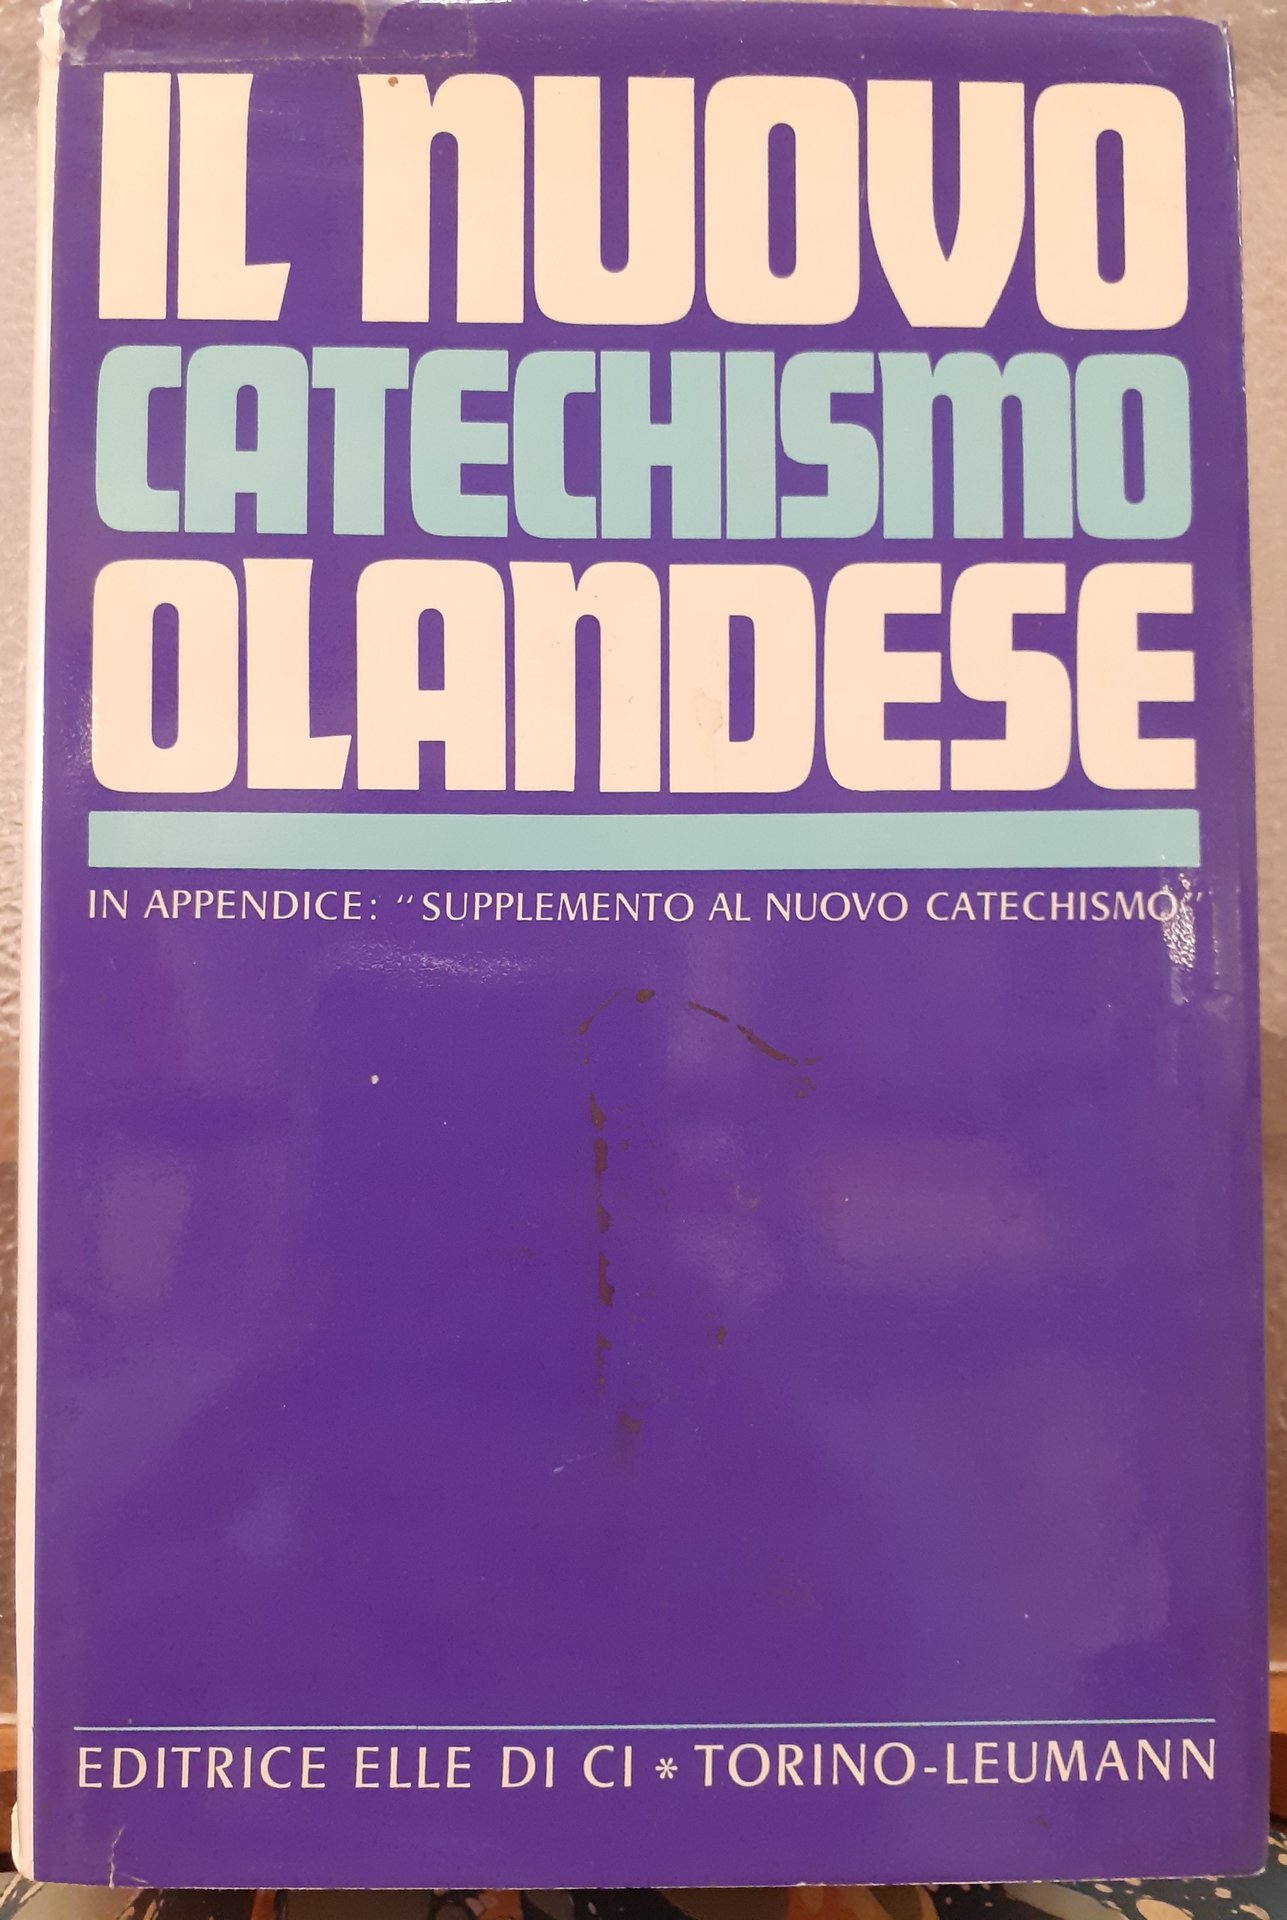 IL NUOVO
CATECHISMO
OLANDESE
IN APPENDICE: "SUPPLEMENTO AL NUOVO CATECHISMO"
EDITRICE ELLE DI CI * TORINO-LEUMANN